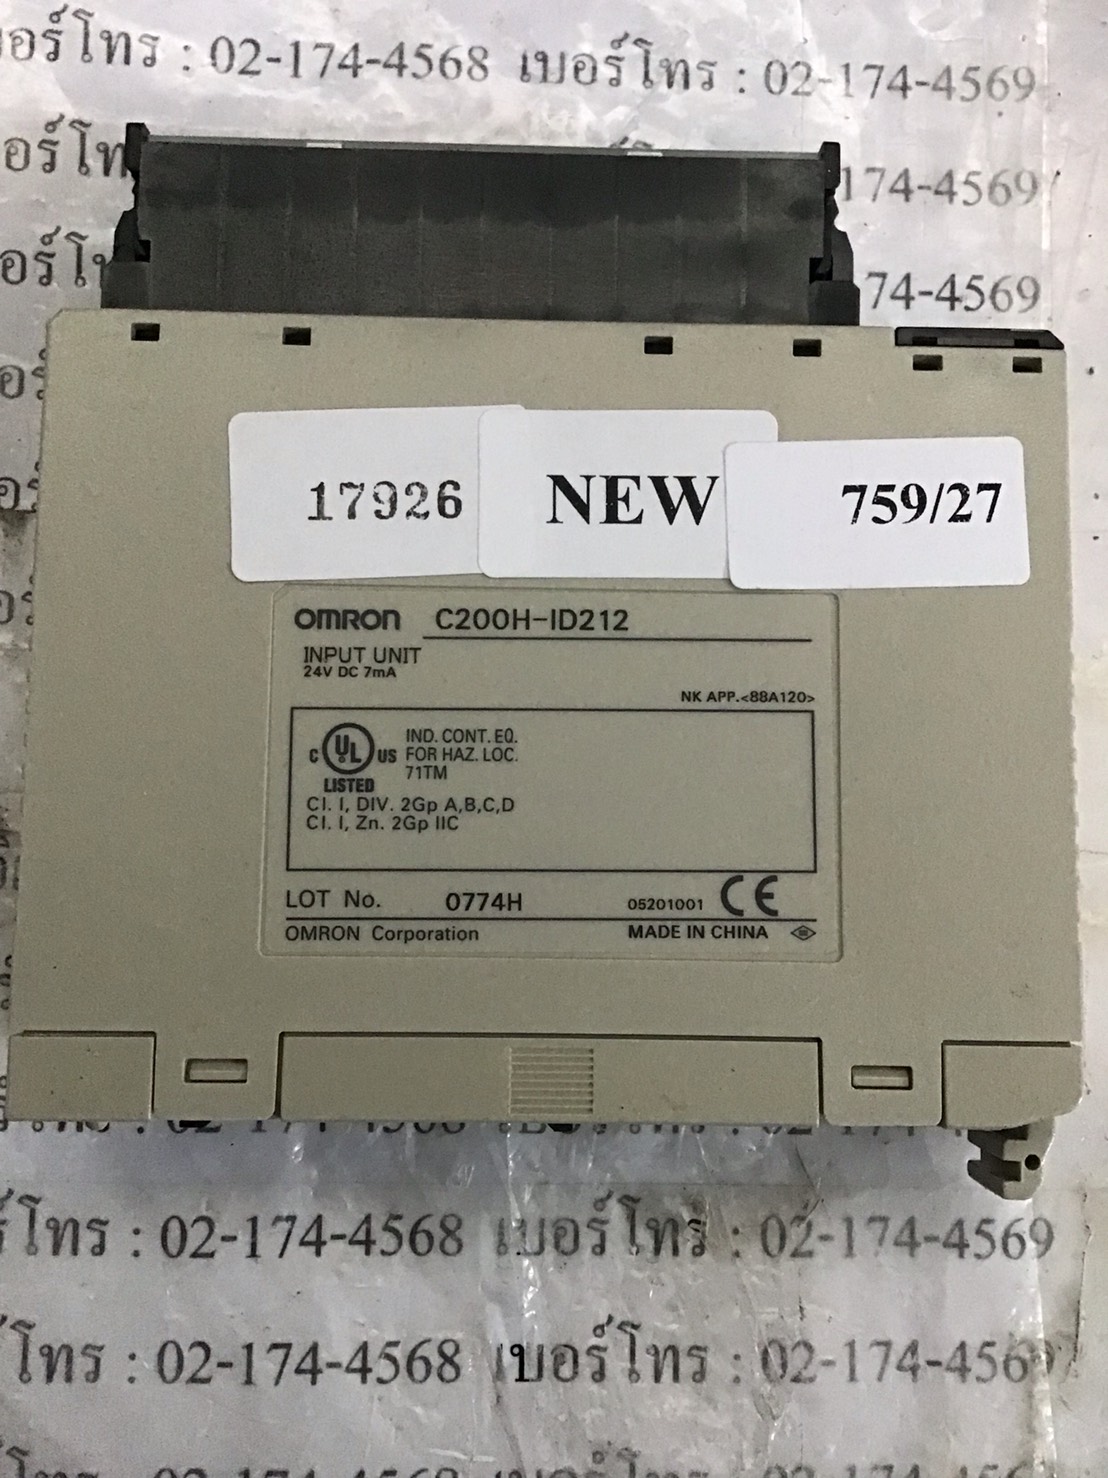 เบอร์โทร : 02-174-4568 เบอร์โทร : 02-174-4569
174-4569
74-4569
17926
NEW
759/27
OMRON C200H-ID212
INPUT UNIT
24V DC 7mA
NK APP.<88A120>
C UL US LISTED
IND. CONT. EQ.
FOR HAZ. LOC.
71TM
CI. I, DIV. 2Gp A,B,C,D
CI. I, Zn. 2Gp IIC
LOT No. 0774H 05201001 CE
OMRON Corporation MADE IN CHINA
โทร : 02-174-4568 เบอร์โทร : 02-174-4569
โทร : 02-174-4568 เบอร์โทร : 02-174-456